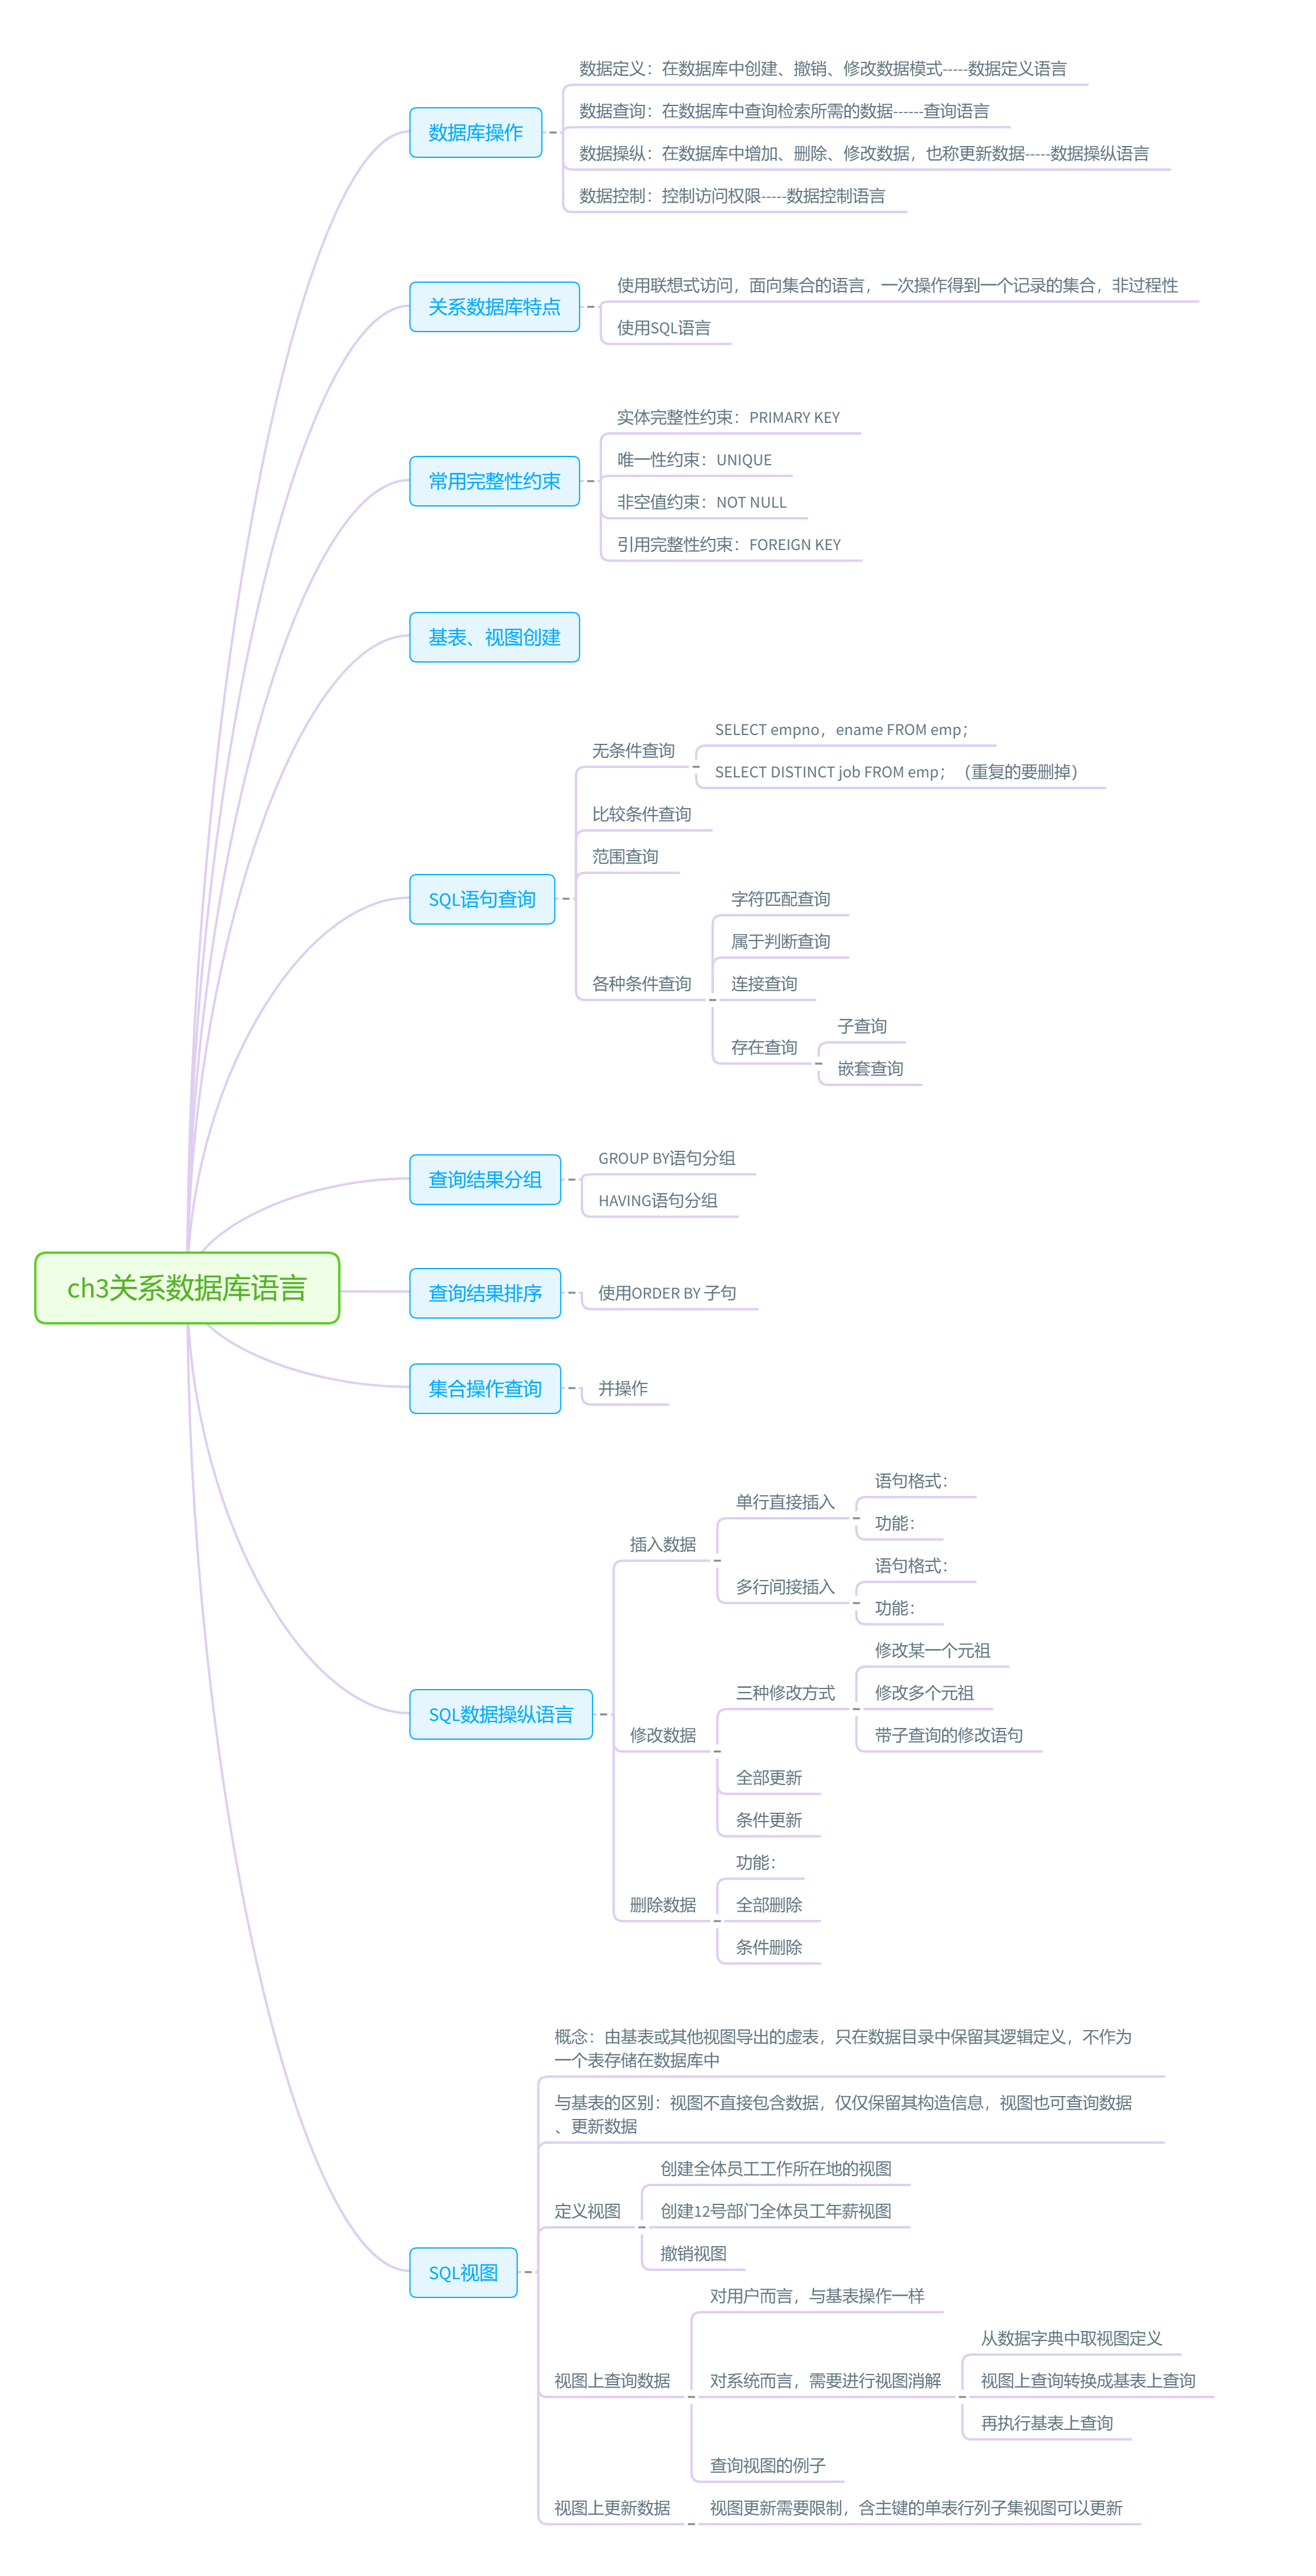 ch3关系数据库语言
数据库操作
数据定义：在数据库中创建、撤销、修改数据模式-----数据定义语言
数据查询：在数据库中查询检索所需的数据------查询语言
数据操纵：在数据库中增加、删除、修改数据，也称更新数据-----数据操纵语言
数据控制：控制访问权限-----数据控制语言
关系数据库特点
使用联想式访问，面向集合的语言，一次操作得到一个记录的集合，非过程性
使用SQL语言
常用完整性约束
实体完整性约束：PRIMARY KEY
唯一性约束：UNIQUE
非空值约束：NOT NULL
引用完整性约束：FOREIGN KEY
基表、视图创建
SQL语句查询
无条件查询
SELECT empno，ename FROM emp；
SELECT DISTINCT job FROM emp；（重复的要删掉）
比较条件查询
范围查询
各种条件查询
字符匹配查询
属于判断查询
连接查询
存在查询
子查询
嵌套查询
查询结果分组
GROUP BY语句分组
HAVING语句分组
查询结果排序
使用ORDER BY 子句
集合操作查询
并操作
SQL数据操纵语言
插入数据
单行直接插入
语句格式：
功能：
多行间接插入
语句格式：
功能：
修改数据
三种修改方式
修改某一个元祖
修改多个元祖
带子查询的修改语句
全部更新
条件更新
删除数据
功能：
全部删除
条件删除
SQL视图
概念：由基表或其他视图导出的虚表，只在数据目录中保留其逻辑定义，不作为
一个表存储在数据库中
与基表的区别：视图不直接包含数据，仅仅保留其构造信息，视图也可查询数据
、更新数据
定义视图
创建全体员工工作所在地的视图
创建12号部门全体员工年薪视图
撤销视图
视图上查询数据
对用户而言，与基表操作一样
对系统而言，需要进行视图消解
从数据字典中取视图定义
视图上查询转换成基表上查询
再执行基表上查询
查询视图的例子
视图上更新数据
视图更新需要限制，含主键的单表行列子集视图可以更新